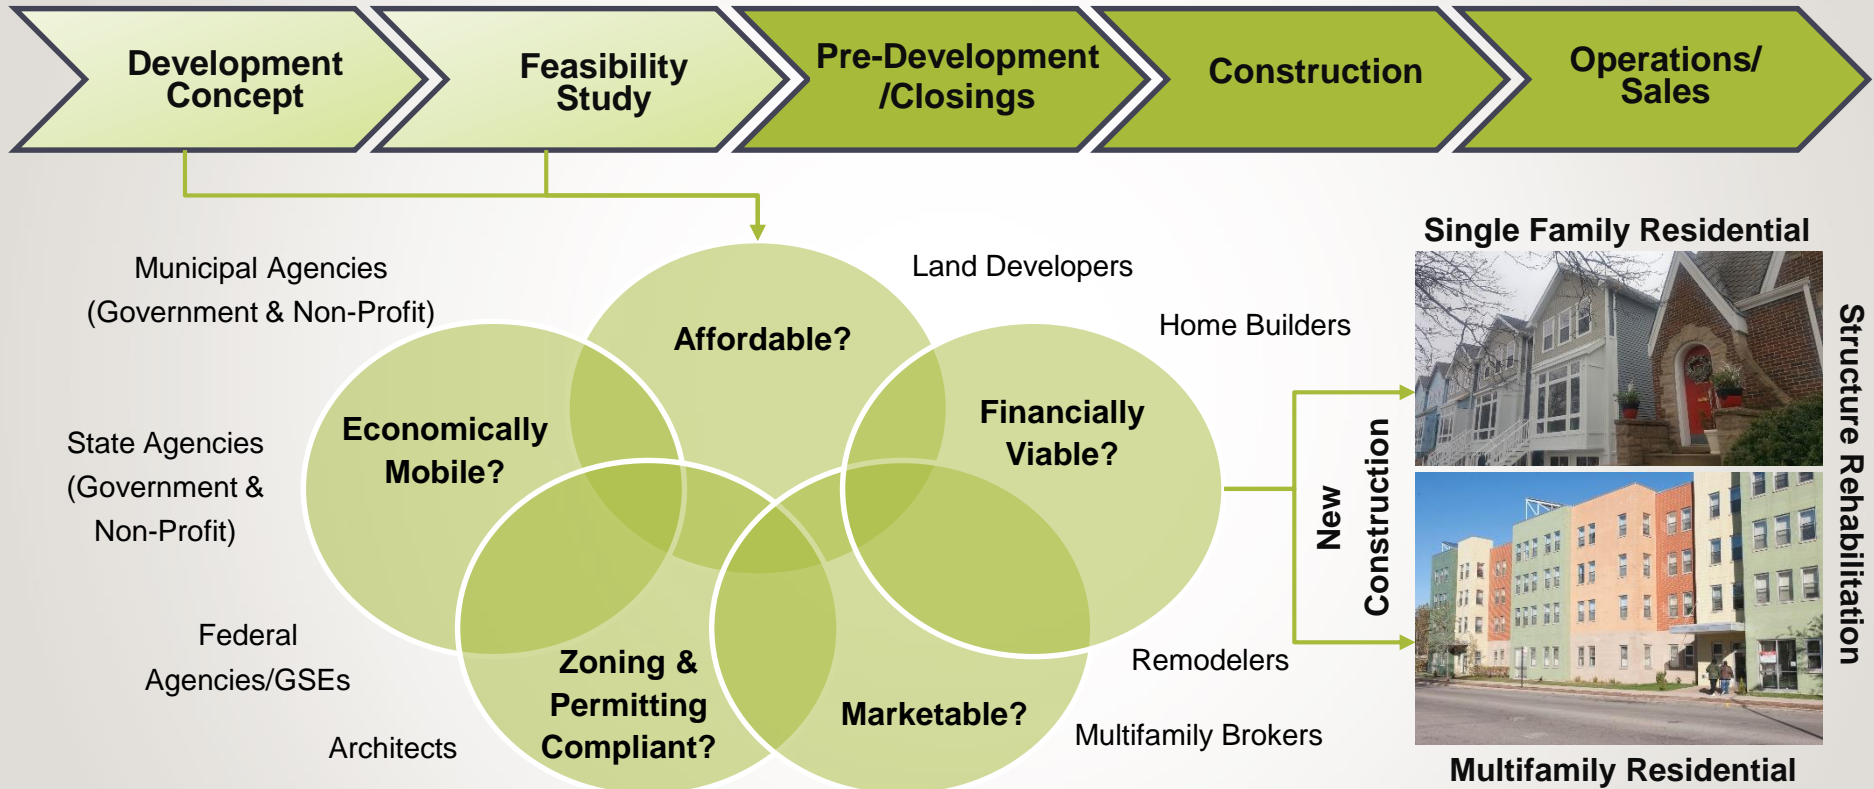 Development
Concept
Feasibility
Study
Pre-Development
/Closings
Construction
Operations/
Sales
Municipal Agencies
(Government & Non-Profit)
State Agencies
(Government &
Non-Profit)
Federal
Agencies/GSEs
Architects
Affordable?
Economically
Mobile?
Financially
Viable?
Zoning &
Permitting
Compliant?
Marketable?
Land Developers
Home Builders
Remodelers
Multifamily Brokers
New
Construction
Single Family Residential
Structure Rehabilitation
Multifamily Residential